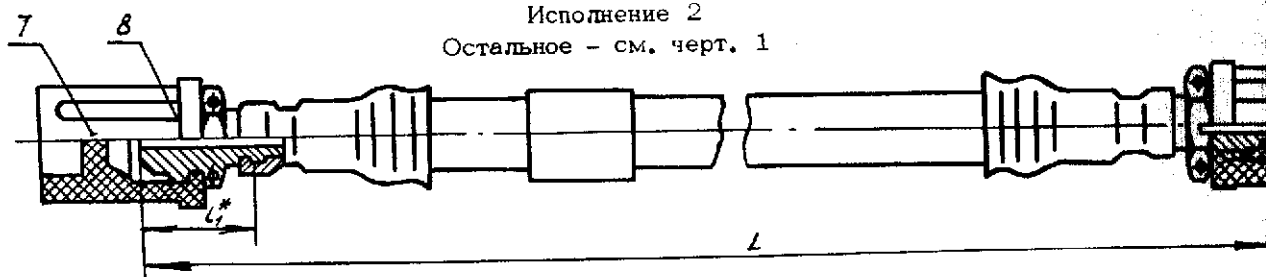 Исполнение 2
Остальное - см. черт. 1
7
8
l₁*
L